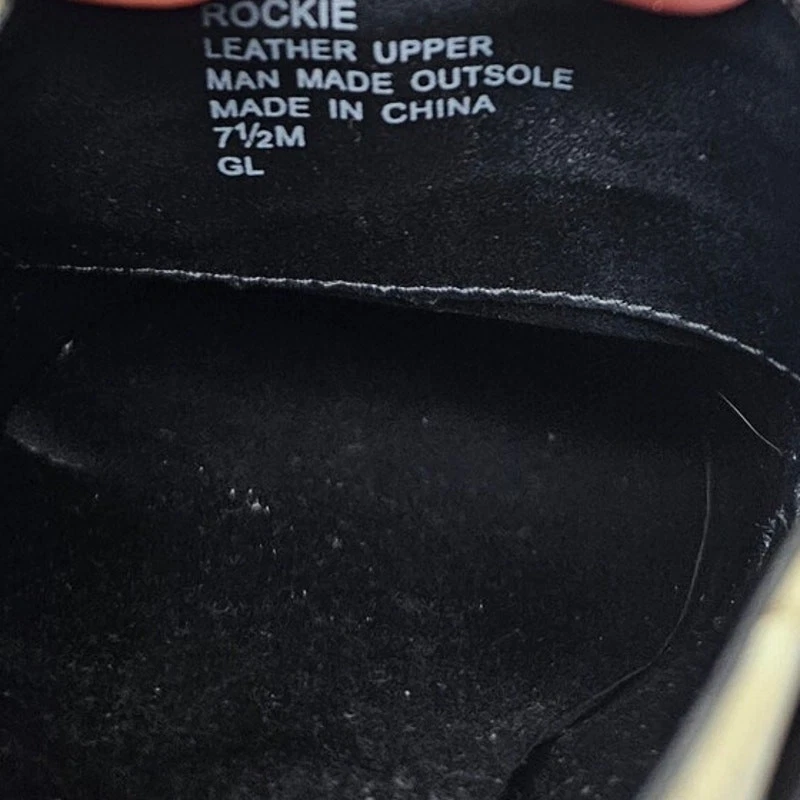 ROCKIE
LEATHER UPPER
MAN MADE OUTSOLE
MADE IN CHINA
7½M
GL